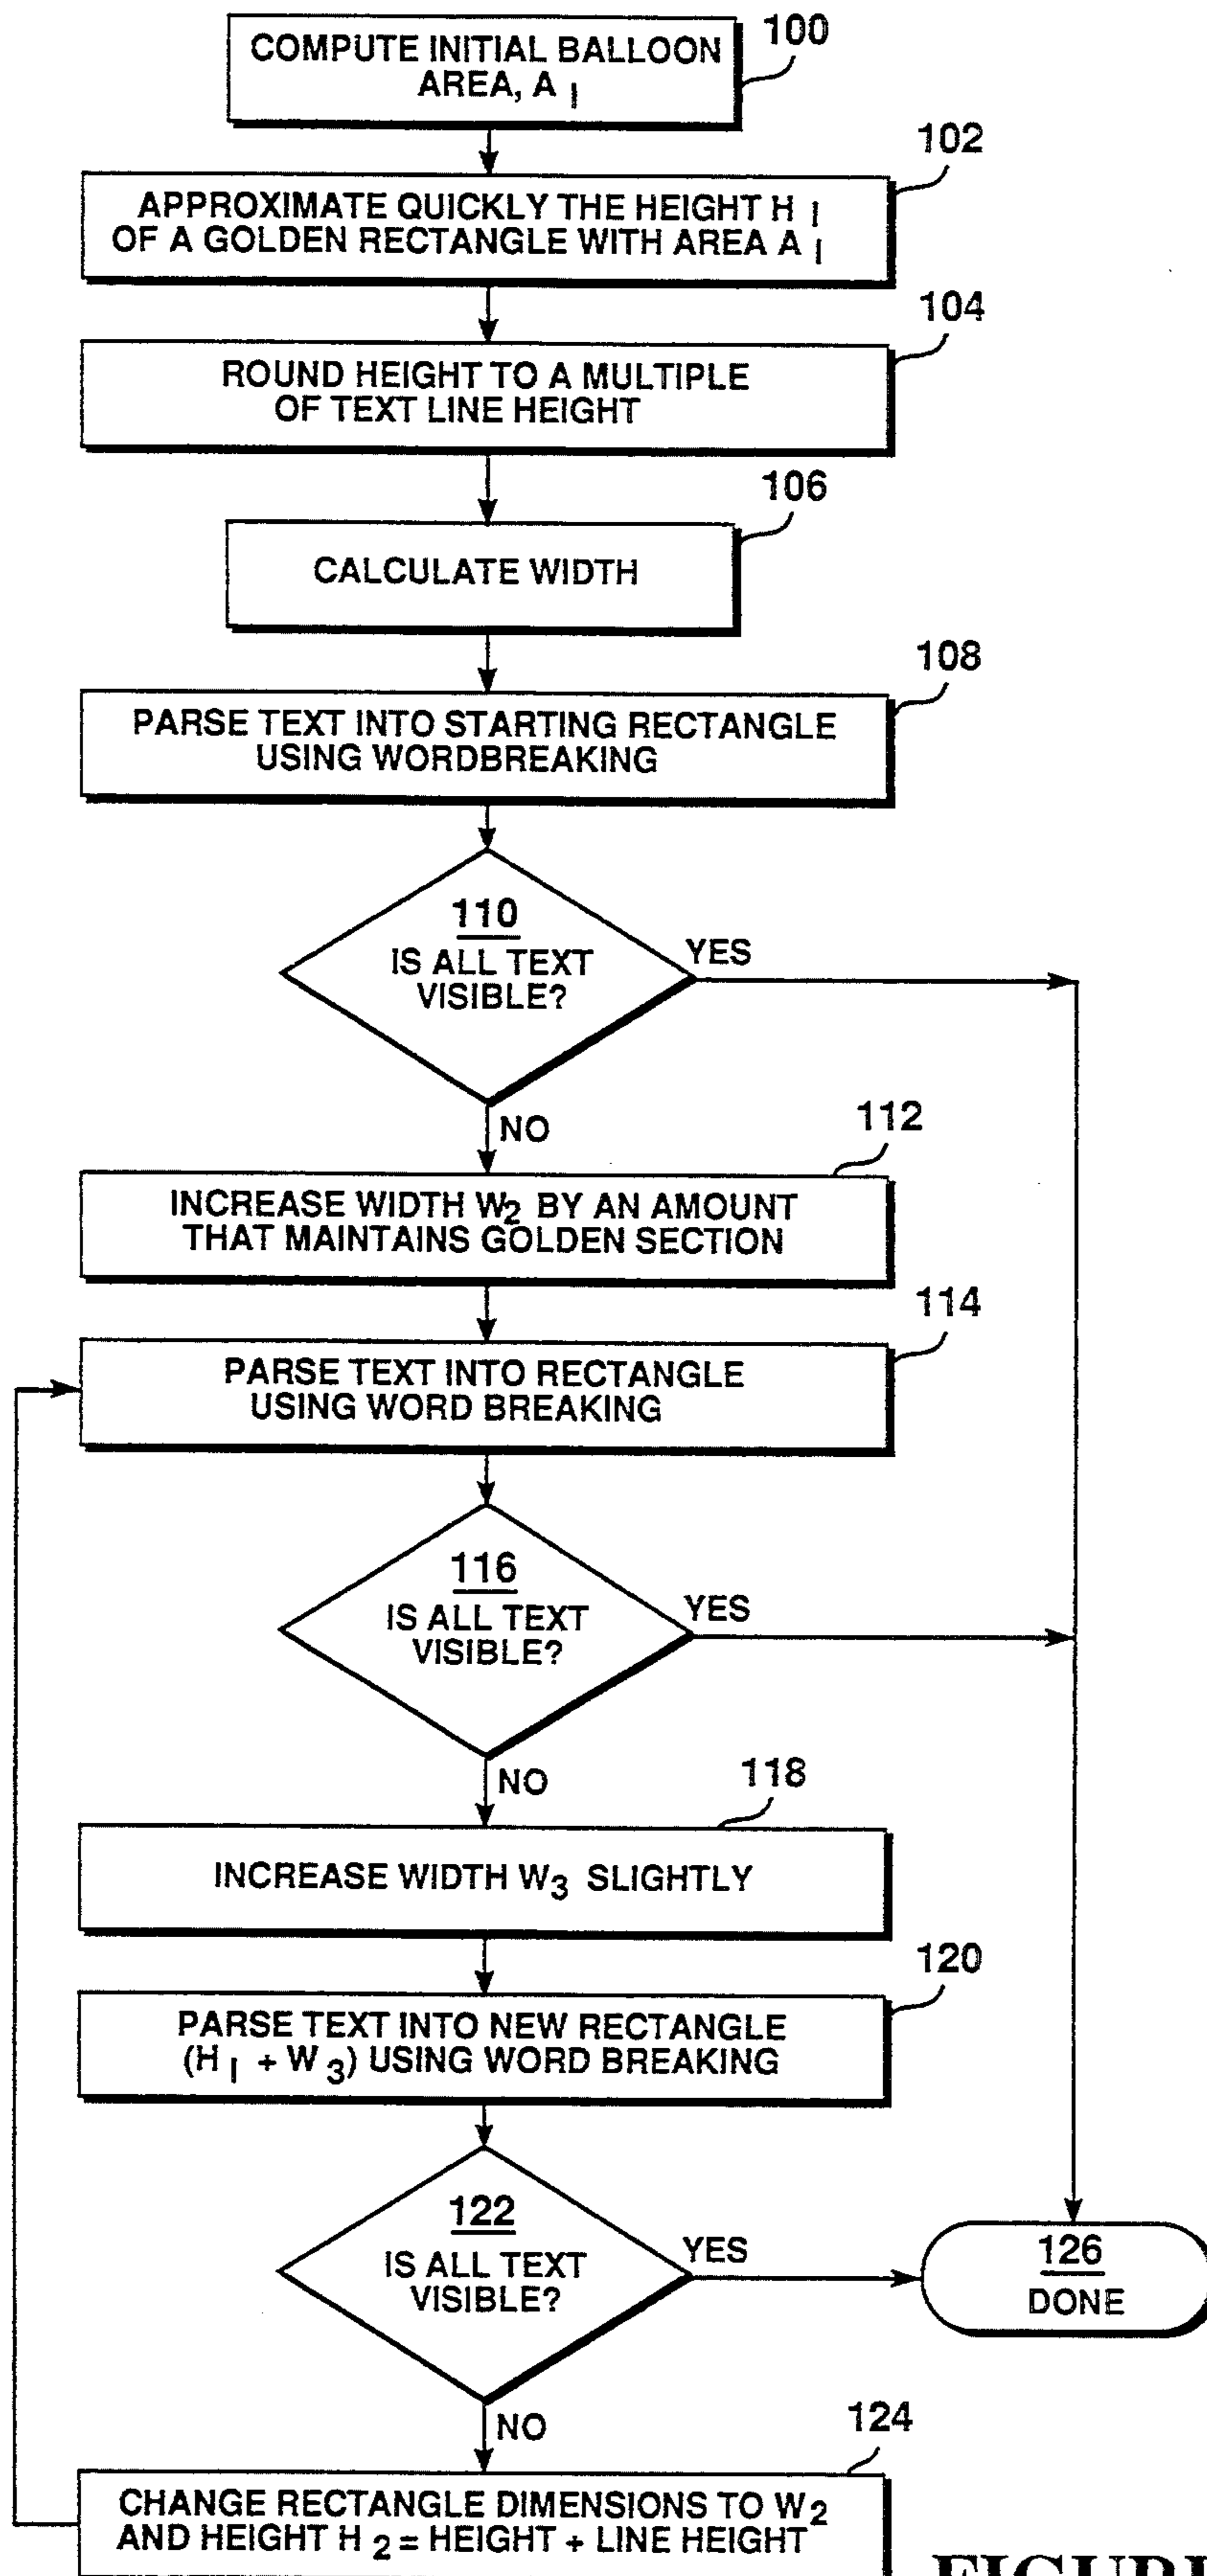 100
COMPUTE INITIAL BALLOON
AREA, A I
102
APPROXIMATE QUICKLY THE HEIGHT H I
OF A GOLDEN RECTANGLE WITH AREA A I
104
ROUND HEIGHT TO A MULTIPLE
OF TEXT LINE HEIGHT
106
CALCULATE WIDTH
108
PARSE TEXT INTO STARTING RECTANGLE
USING WORDBREAKING
110
IS ALL TEXT
VISIBLE?
YES
NO
112
INCREASE WIDTH W2 BY AN AMOUNT
THAT MAINTAINS GOLDEN SECTION
114
PARSE TEXT INTO RECTANGLE
USING WORD BREAKING
116
IS ALL TEXT
VISIBLE?
YES
NO
118
INCREASE WIDTH W3 SLIGHTLY
120
PARSE TEXT INTO NEW RECTANGLE
(H I + W 3) USING WORD BREAKING
122
IS ALL TEXT
VISIBLE?
YES
126
DONE
NO
124
CHANGE RECTANGLE DIMENSIONS TO W2
AND HEIGHT H 2 = HEIGHT + LINE HEIGHT
FIGURE